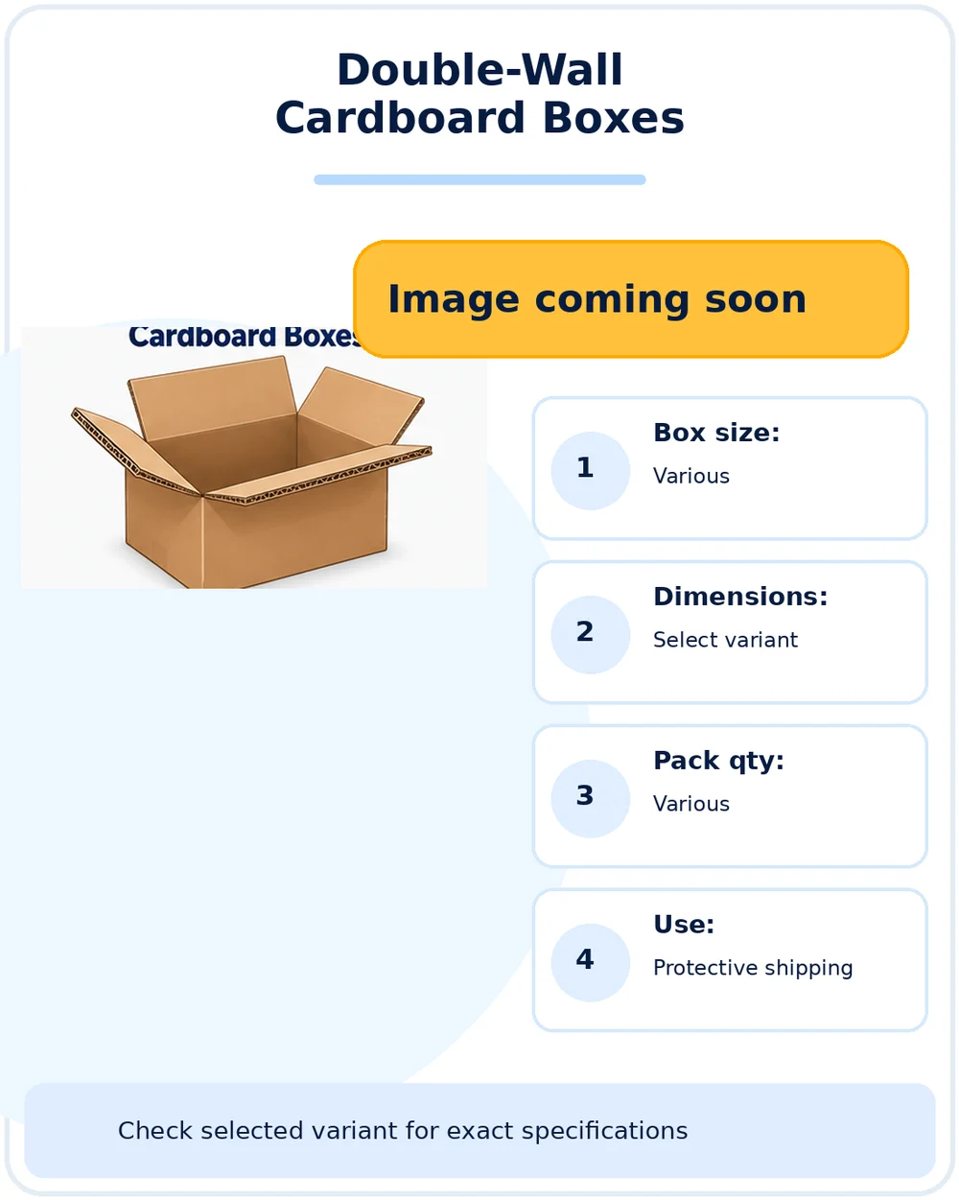 Double-Wall
Cardboard Boxes
Image coming soon
Cardboard Boxes
1
Box size:
Various
2
Dimensions:
Select variant
3
Pack qty:
Various
4
Use:
Protective shipping
Check selected variant for exact specifications